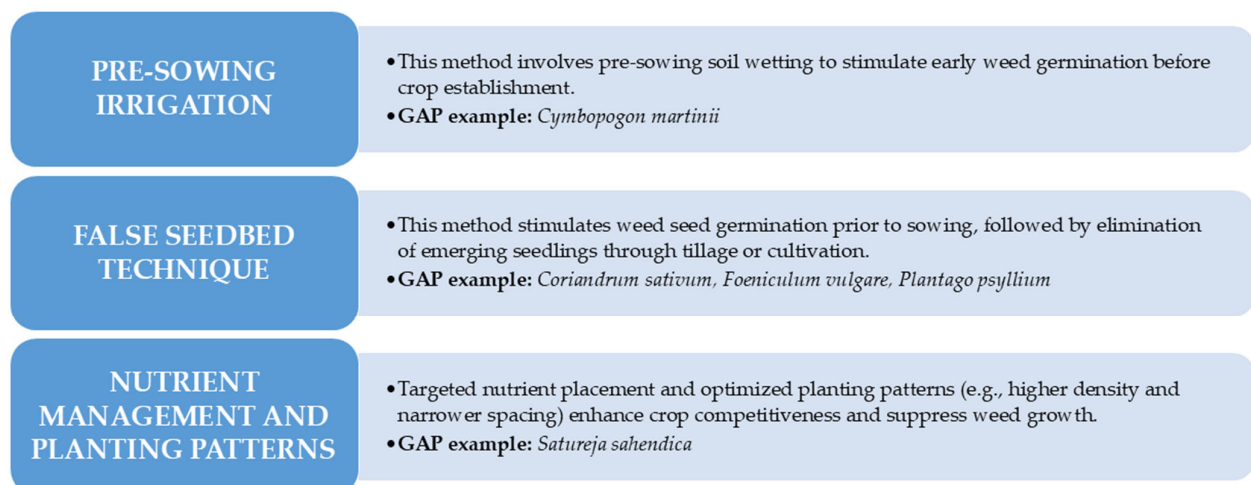 PRE-SOWING
IRRIGATION
•This method involves pre-sowing soil wetting to stimulate early weed germination before
crop establishment.
•GAP example: Cymbopogon martinii
FALSE SEEDBED
TECHNIQUE
•This method stimulates weed seed germination prior to sowing, followed by elimination
of emerging seedlings through tillage or cultivation.
•GAP example: Coriandrum sativum, Foeniculum vulgare, Plantago psyllium
NUTRIENT
MANAGEMENT AND
PLANTING PATTERNS
•Targeted nutrient placement and optimized planting patterns (e.g., higher density and
narrower spacing) enhance crop competitiveness and suppress weed growth.
•GAP example: Satureja sahendica